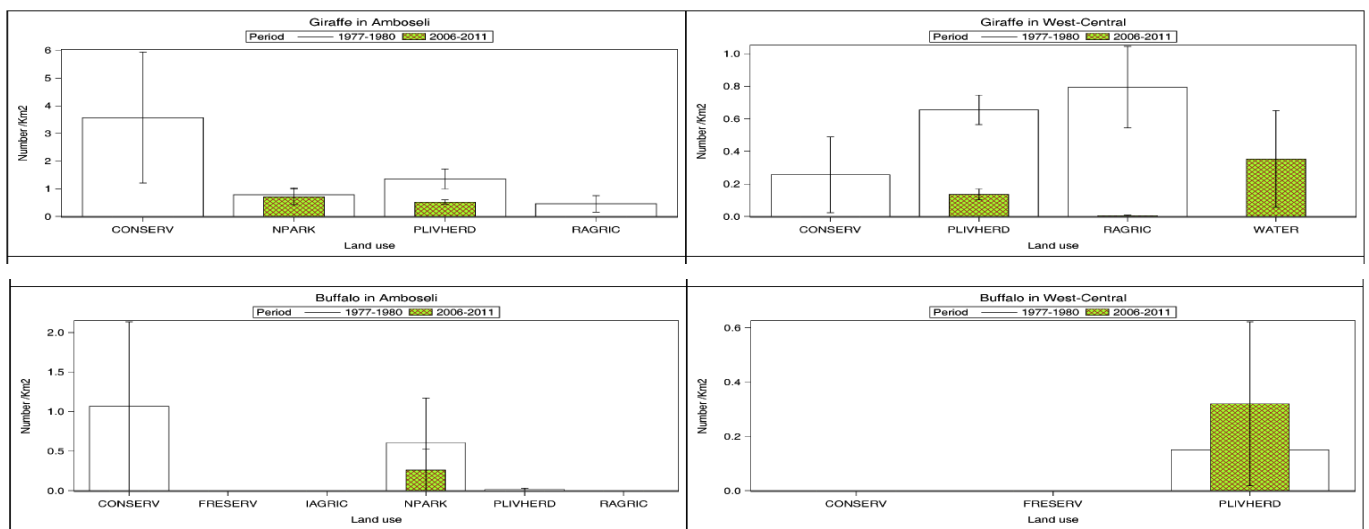 Giraffe in Amboseli
Period 1977-1980 2006-2011
6
5
4
3
2
1
0
Number /Km2
CONSERV NPARK PLIVHERD RAGRIC
Land use
Giraffe in West-Central
Period 1977-1980 2006-2011
1.0
0.8
0.6
0.4
0.2
0.0
Number /Km2
CONSERV PLIVHERD RAGRIC WATER
Land use
Buffalo in Amboseli
Period 1977-1980 2006-2011
2.0
1.5
1.0
0.5
0.0
Number /Km2
CONSERV FRESERV IAGRIC NPARK PLIVHERD RAGRIC
Land use
Buffalo in West-Central
Period 1977-1980 2006-2011
0.6
0.4
0.2
0.0
Number /Km2
CONSERV FRESERV PLIVHERD
Land use